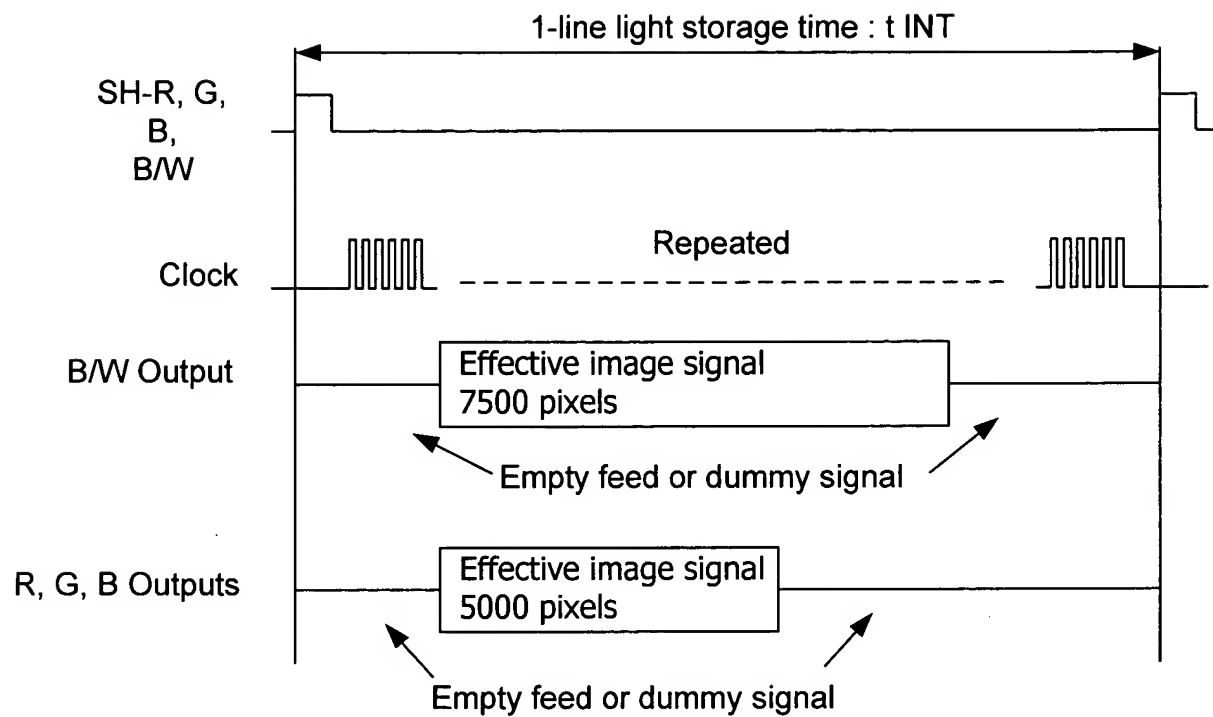 1-line light storage time : t INT
SH-R, G,
B,
B/W
Clock
Repeated
B/W Output
Effective image signal
7500 pixels
Empty feed or dummy signal
R, G, B Outputs
Effective image signal
5000 pixels
Empty feed or dummy signal